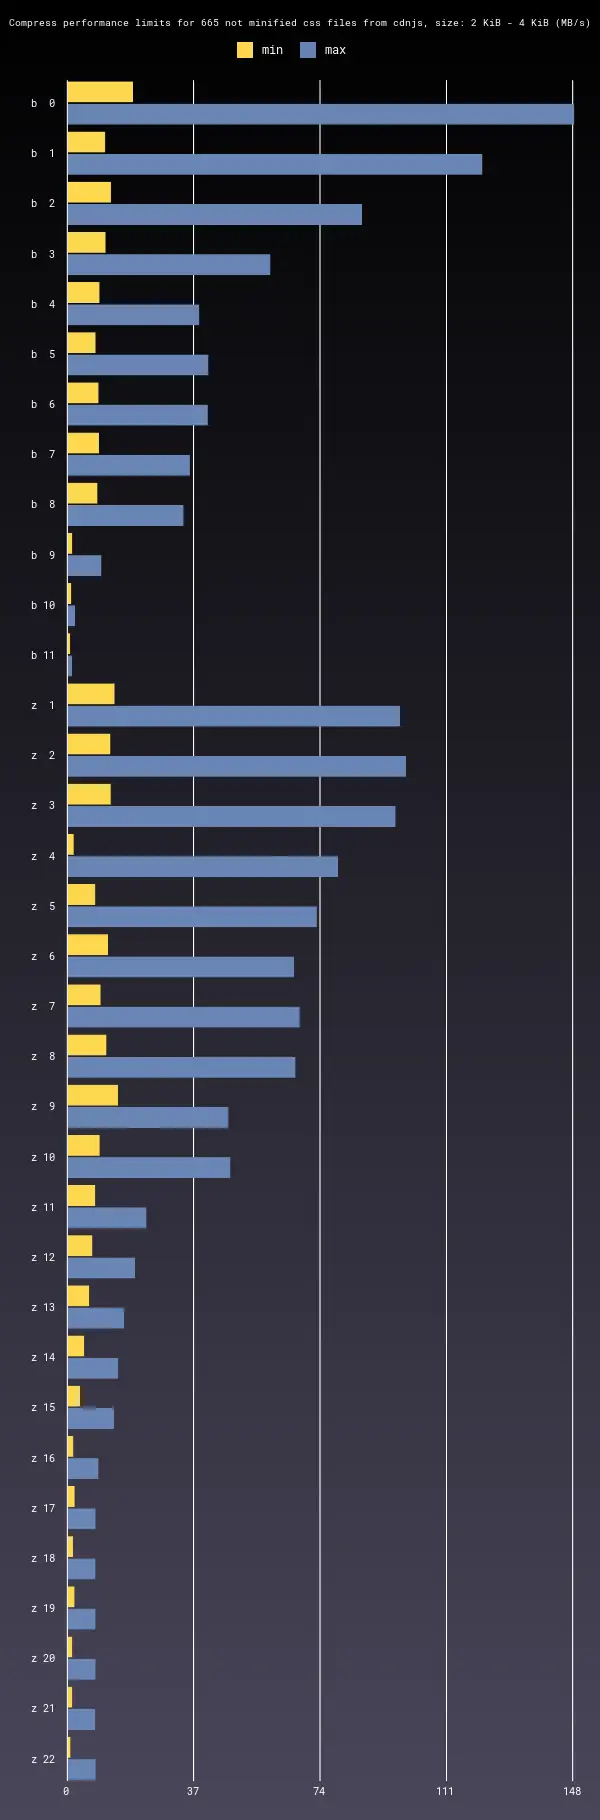 Compress performance limits for 665 not minified css files from cdnjs, size: 2 KiB - 4 KiB (MB/s)
min max
b 0
b 1
b 2
b 3
b 4
b 5
b 6
b 7
b 8
b 9
b 10
b 11
z 1
z 2
z 3
z 4
z 5
z 6
z 7
z 8
z 9
z 10
z 11
z 12
z 13
z 14
z 15
z 16
z 17
z 18
z 19
z 20
z 21
z 22
0 37 74 111 148